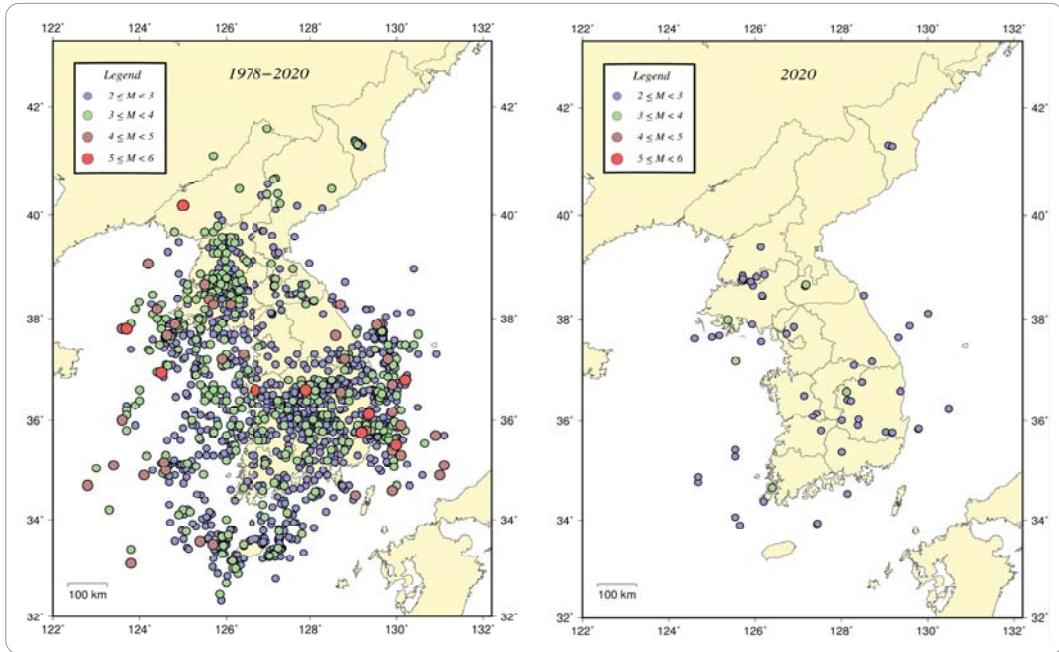 1978−2020
Legend
2 ≤ M < 3
3 ≤ M < 4
4 ≤ M < 5
5 ≤ M < 6
42˚
40˚
38˚
36˚
34˚
32˚
100 km
122˚ 124˚ 126˚ 128˚ 130˚ 132˚
2020
Legend
2 ≤ M < 3
3 ≤ M < 4
4 ≤ M < 5
5 ≤ M < 6
42˚
40˚
38˚
36˚
34˚
32˚
100 km
122˚ 124˚ 126˚ 128˚ 130˚ 132˚